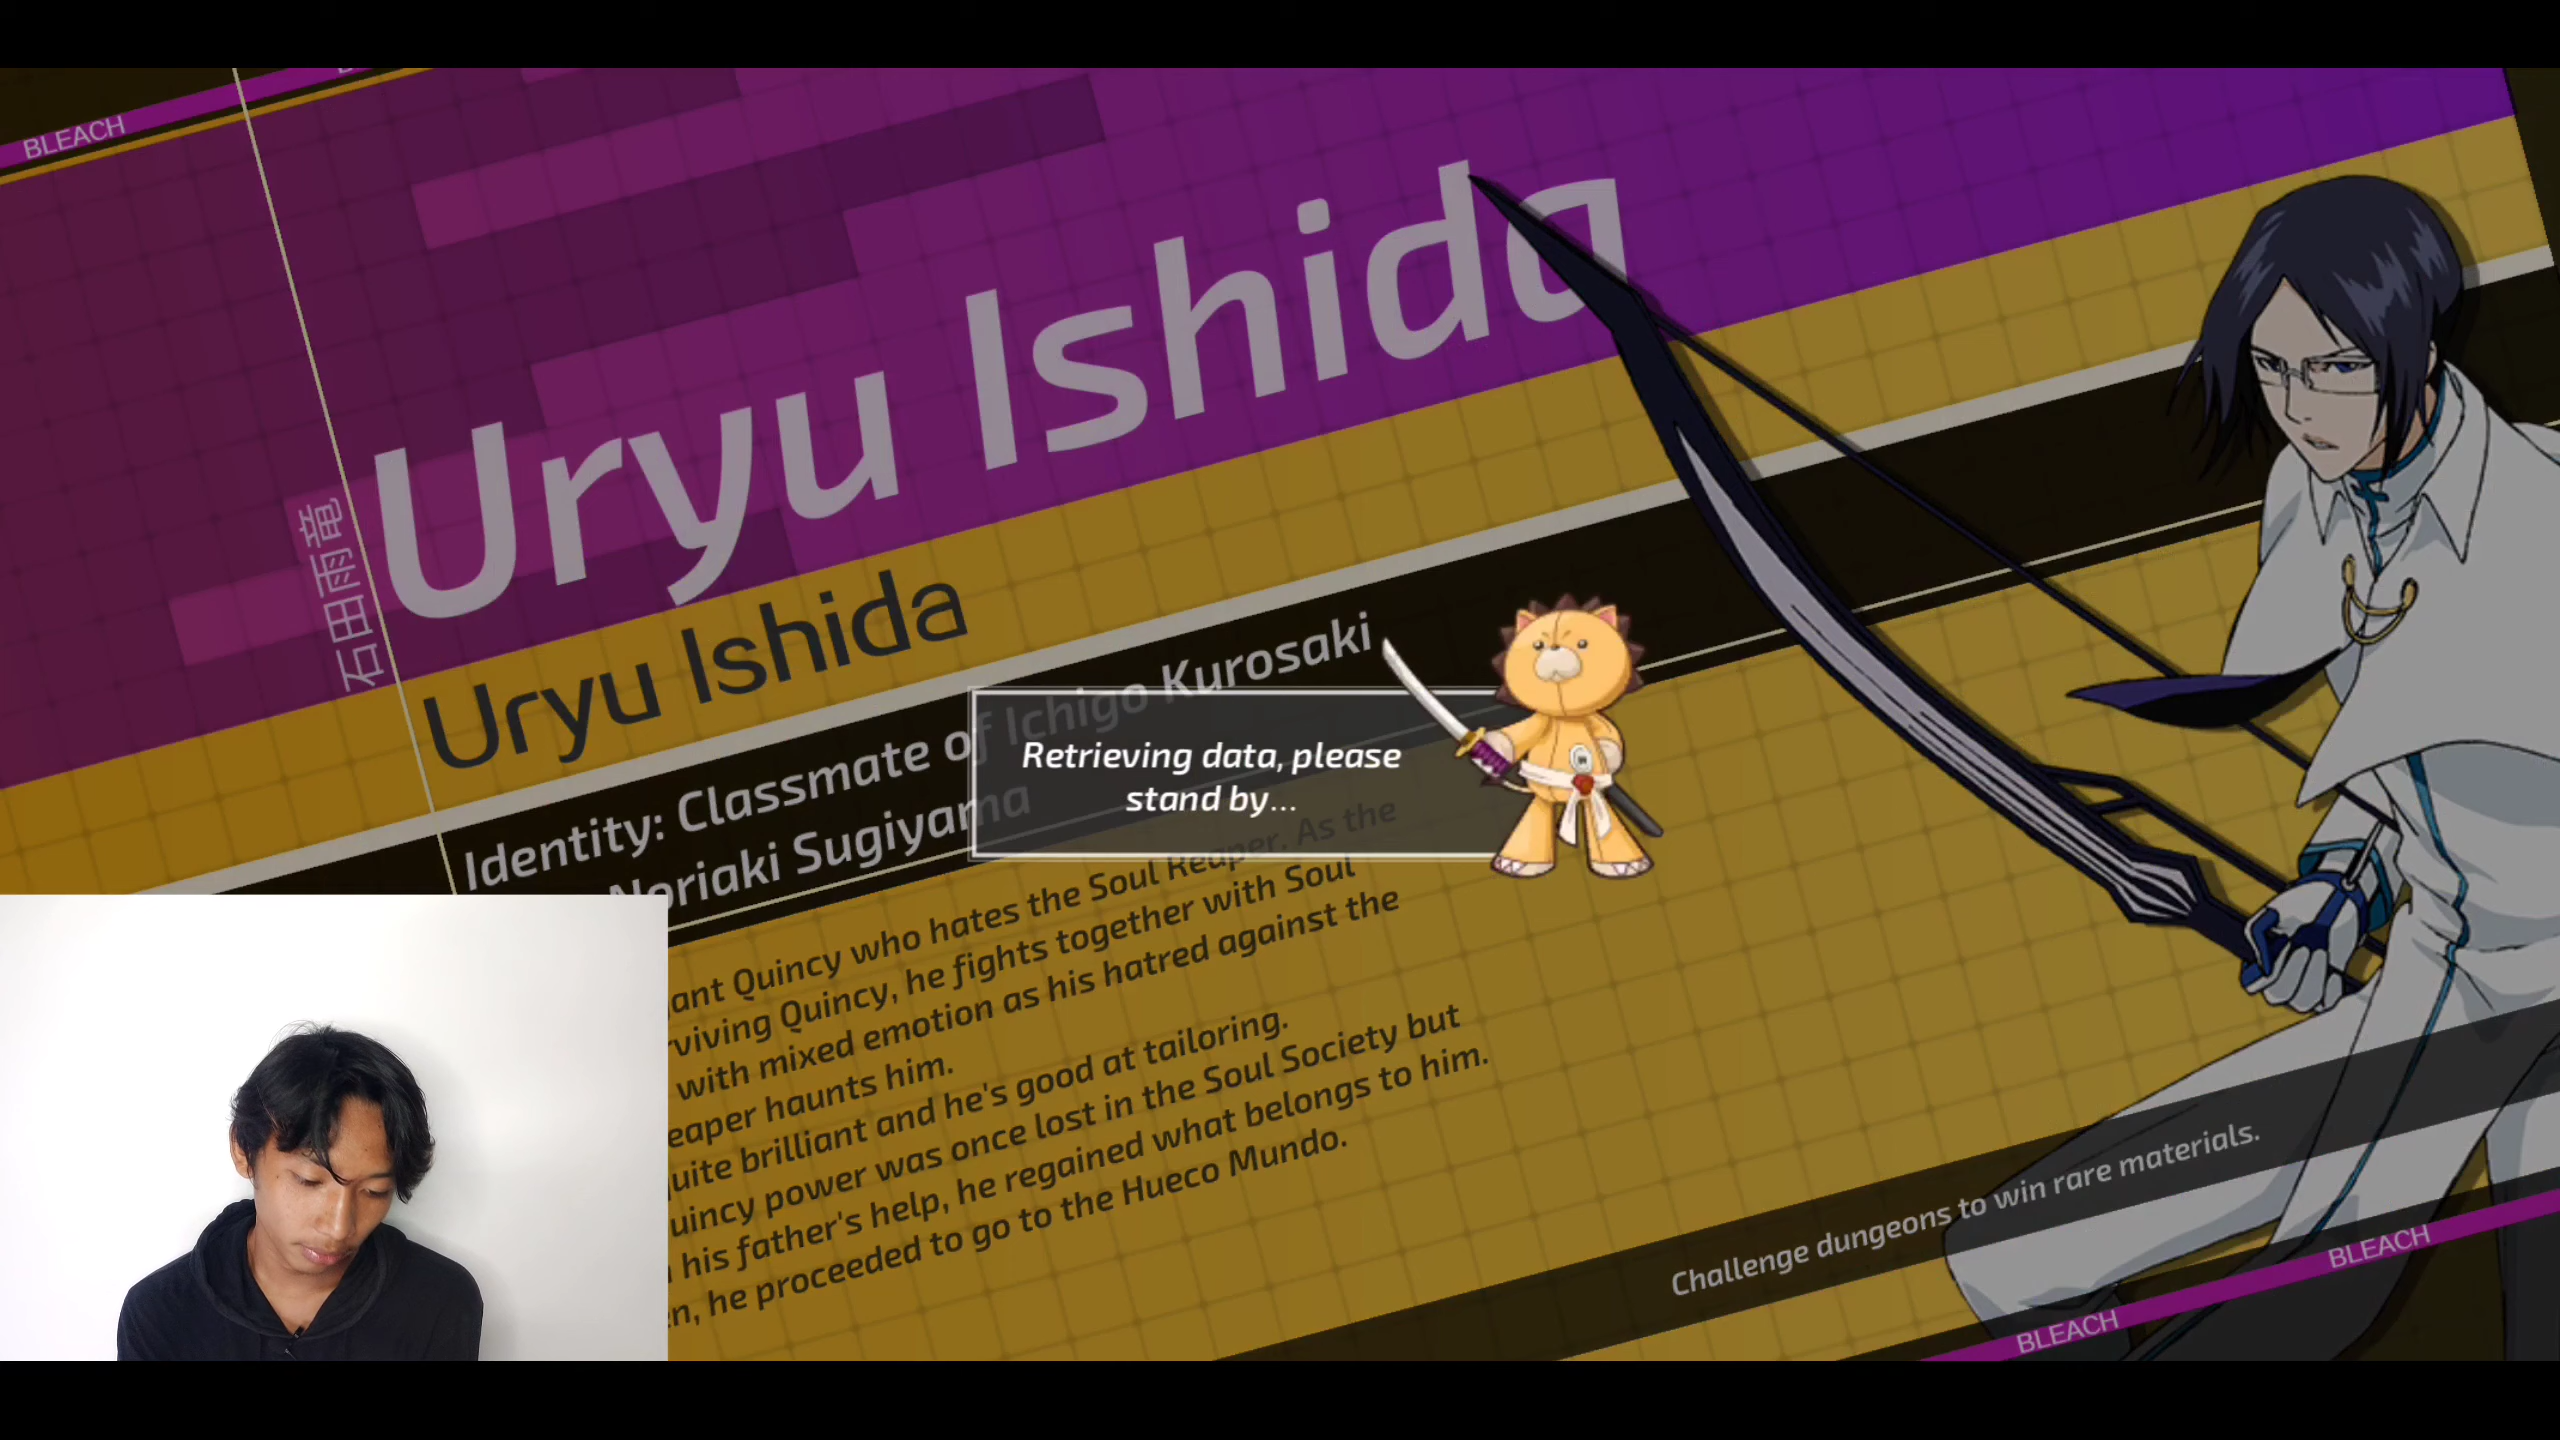 BLEACH
石田雨竜
Uryu Ishida
Uryu Ishida
Identity: Classmate of Ichigo Kurosaki
Noriaki Sugiyama
Retrieving data, please
stand by...
Quincy who hates the Soul Reaper. As the
Quincy, he fights together with Soul
with mixed emotion as his hatred against the
haunts him.
brilliant and he's good at tailoring.
power was once lost in the Soul Society but
his father's help, he regained what belongs to him.
he proceeded to go to the Hueco Mundo.
Challenge dungeons to win rare materials.
BLEACH
BLEACH